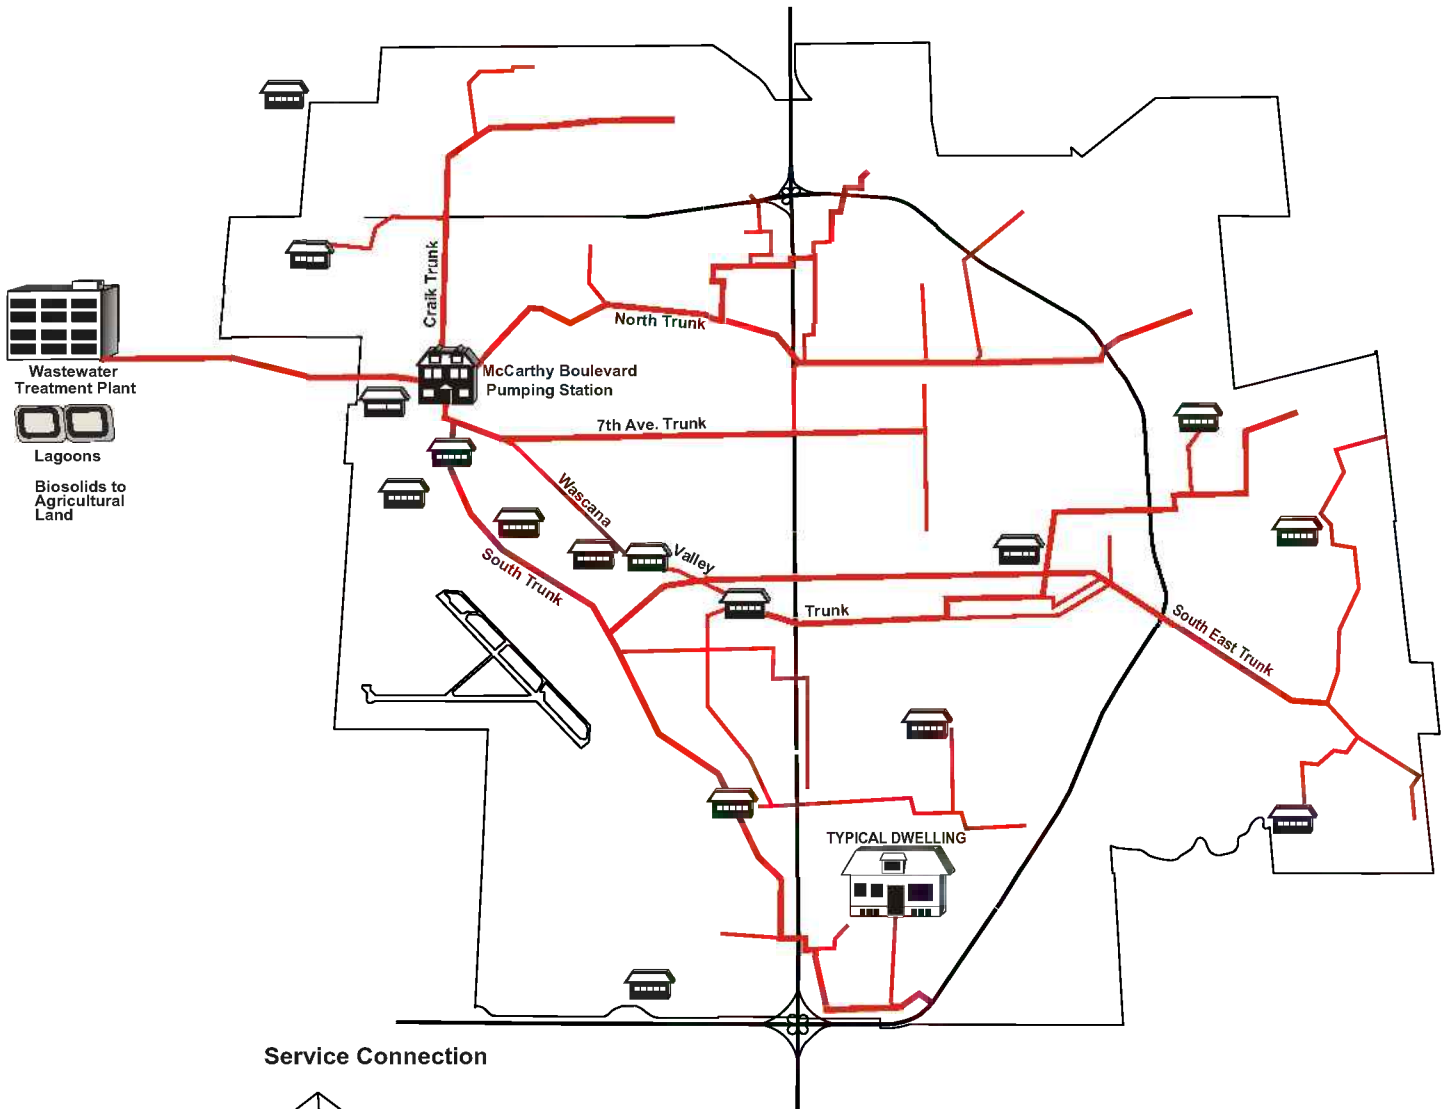 Craik Trunk
North Trunk
Wastewater
Treatment Plant
McCarthy Boulevard
Pumping Station
7th Ave. Trunk
Lagoons
Biosolids to
Agricultural
Land
Wascana
Valley
Trunk
South Trunk
South East Trunk
TYPICAL DWELLING
Service Connection